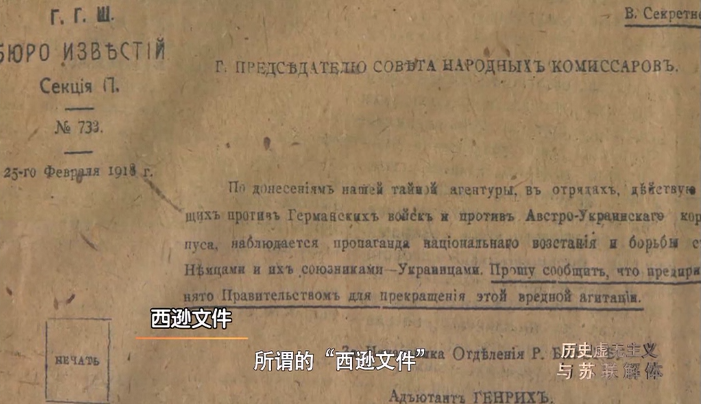 Г. Г. Ш.
БЮРО ИЗВѢСТІЙ
Секція
№ 733.
25-го Февраля 1918 г.
В. Секретно
Г. ПРЕДСѢДАТЕЛЮ СОВѢТА НАРОДНЫХЪ КОМИССАРОВЪ.
По донесеніямъ нашей тайной агентуры, въ отрядахъ, дѣйствую
щихъ противъ Германскихъ войскъ и противъ Австро-Украинскаго кор
пуса, наблюдается пропаганда національнаго возстанія и борьбы съ
Нѣмцами и ихъ союзниками—Украинцами. Прошу сообщить, что предпри
нято Правительствомъ для прекращенія этой вредной агитаціи.
西逊文件
За Начальника Отдѣленія Р.
所谓的“西逊文件”
ПЕЧАТЬ
Адъютантъ ГЕНРИХЪ.
历史虚无主义
与苏联解体